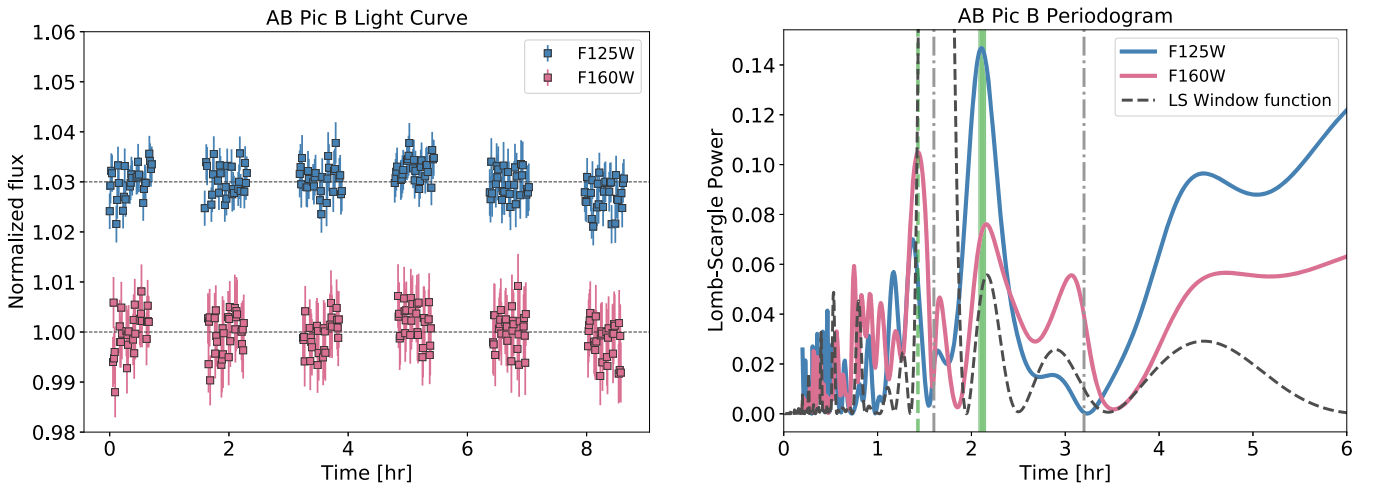 AB Pic B Light Curve
1.06
1.05
1.04
1.03
1.02
1.01
1.00
0.99
0.98
Normalized flux
F125W
F160W
0 2 4 6 8
Time [hr]
AB Pic B Periodogram
0.14
0.12
0.10
0.08
0.06
0.04
0.02
0.00
Lomb-Scargle Power
F125W
F160W
LS Window function
0 1 2 3 4 5 6
Time [hr]